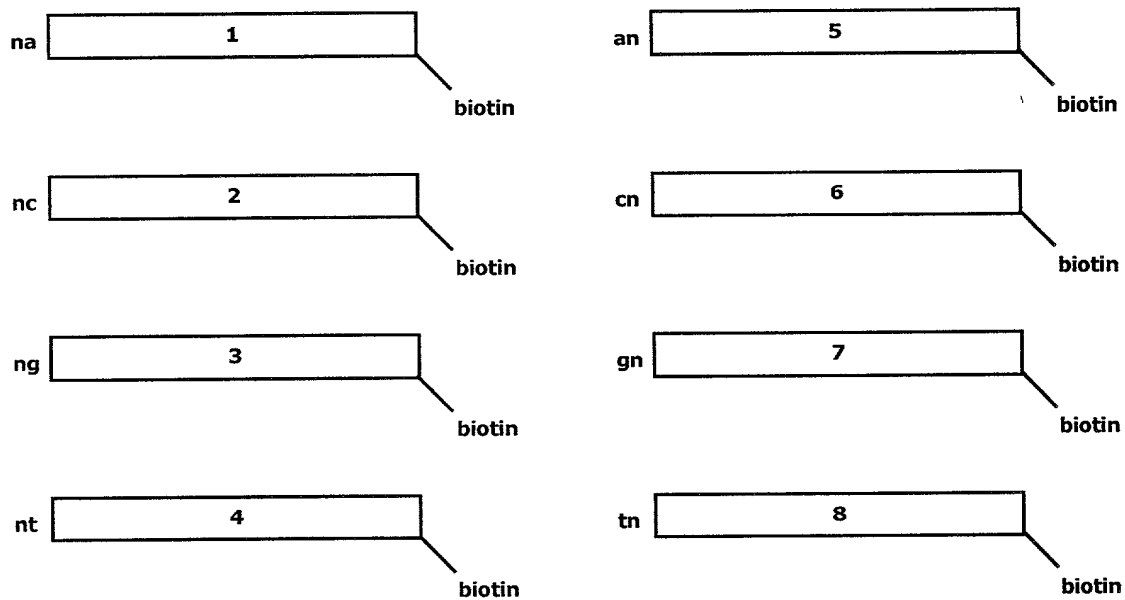 na 1
biotin
an 5
biotin
nc 2
biotin
cn 6
biotin
ng 3
biotin
gn 7
biotin
nt 4
biotin
tn 8
biotin